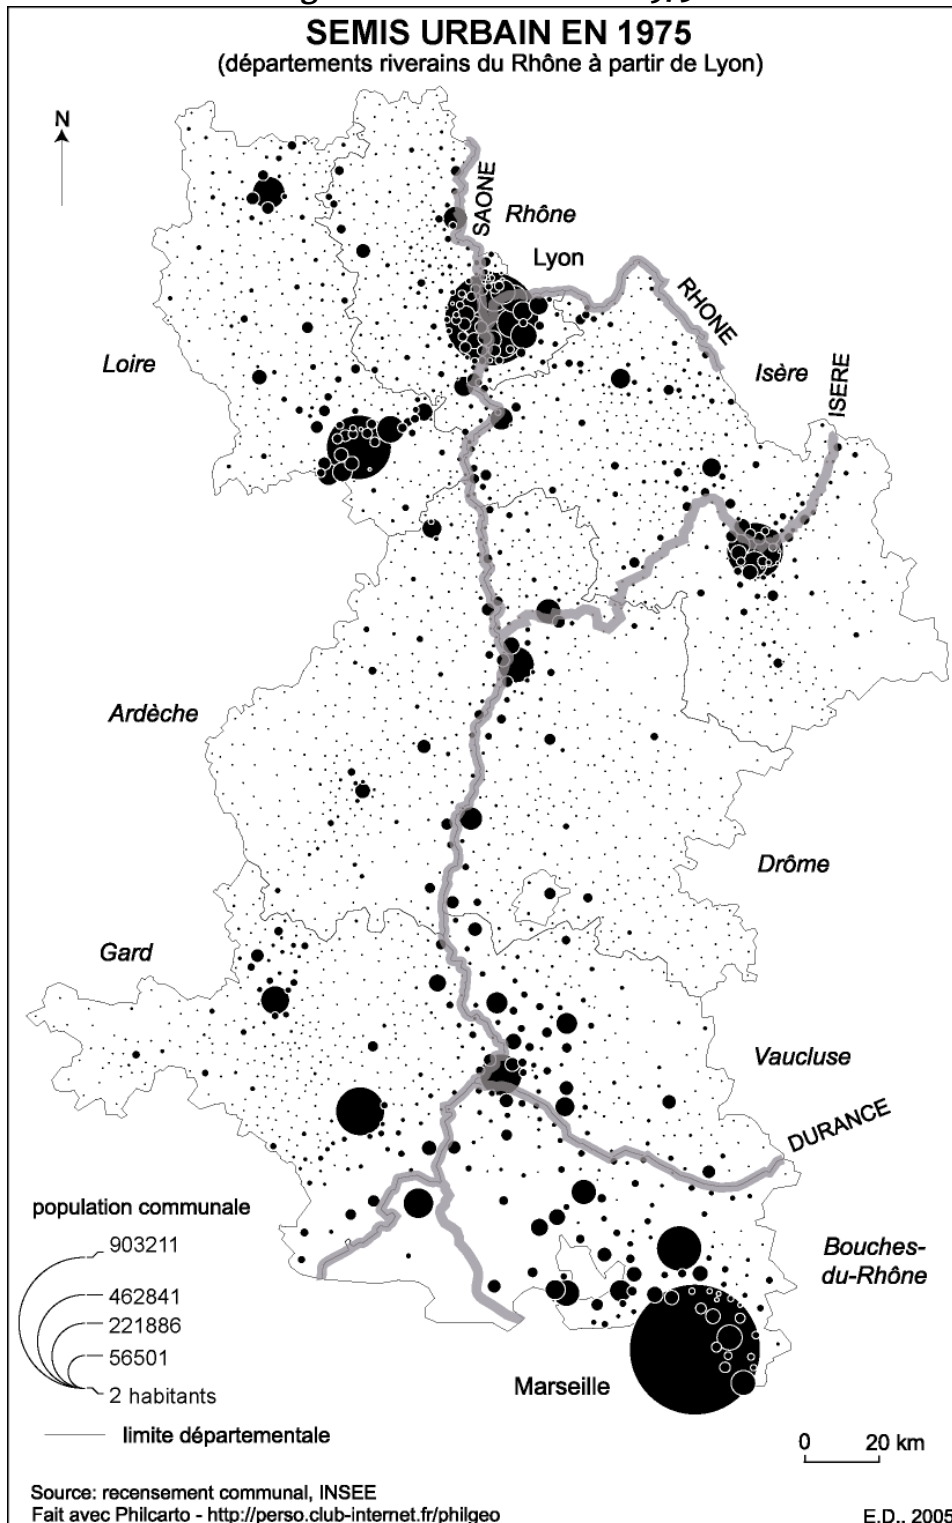 SEMIS URBAIN EN 1975
(départements riverains du Rhône à partir de Lyon)
N
SAONE
Rhône
Lyon
RHONE
Loire
Isère
ISERE
Ardèche
Drôme
Gard
Vaucluse
DURANCE
population communale
903211
462841
221886
56501
2 habitants
Bouches-
du-Rhône
Marseille
limite départementale
0 20 km
Source: recensement communal, INSEE
Fait avec Philcarto - http://perso.club-internet.fr/philgeo
E.D., 2005